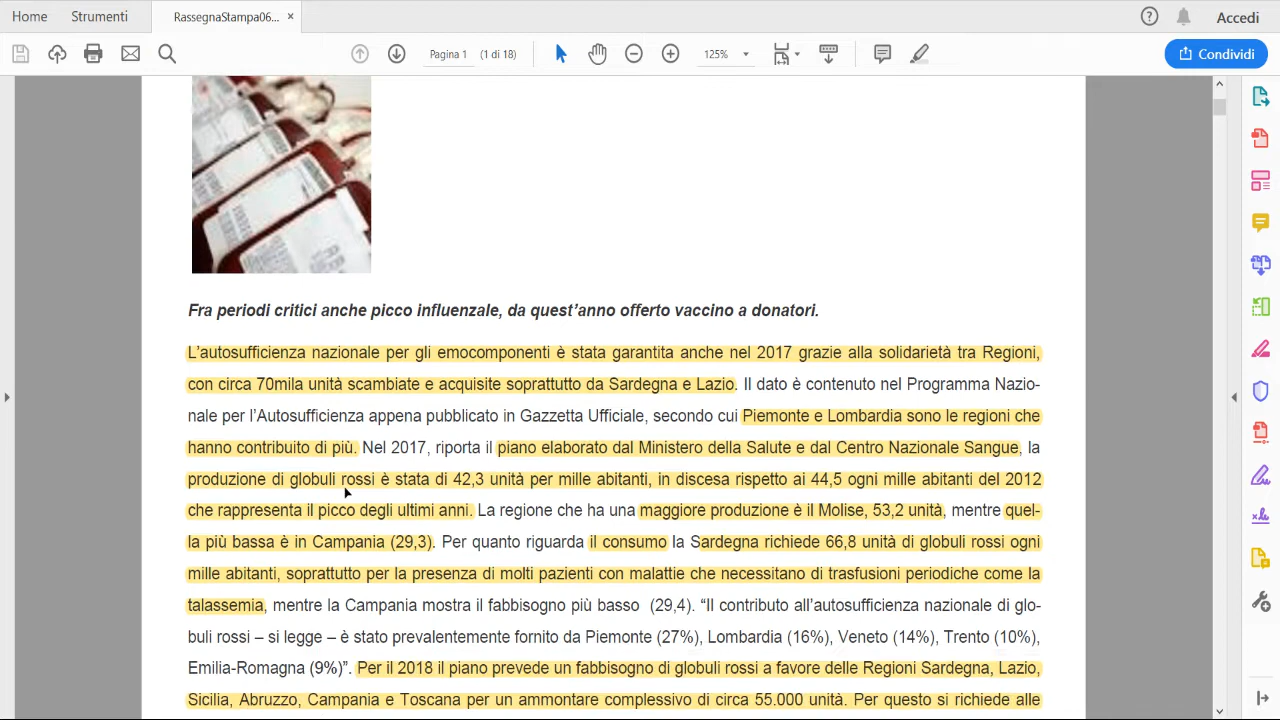 Home Strumenti RassegnaStampa06... × Accedi
Pagina 1 (1 di 18) 125% Condividi
Fra periodi critici anche picco influenzale, da quest'anno offerto vaccino a donatori.
L'autosufficienza nazionale per gli emocomponenti è stata garantita anche nel 2017 grazie alla solidarietà tra Regioni,
con circa 70mila unità scambiate e acquisite soprattutto da Sardegna e Lazio. Il dato è contenuto nel Programma Nazio-
nale per l'Autosufficienza appena pubblicato in Gazzetta Ufficiale, secondo cui Piemonte e Lombardia sono le regioni che
hanno contribuito di più. Nel 2017, riporta il piano elaborato dal Ministero della Salute e dal Centro Nazionale Sangue, la
produzione di globuli rossi è stata di 42,3 unità per mille abitanti, in discesa rispetto ai 44,5 ogni mille abitanti del 2012
che rappresenta il picco degli ultimi anni. La regione che ha una maggiore produzione è il Molise, 53,2 unità, mentre quel-
la più bassa è in Campania (29,3). Per quanto riguarda il consumo la Sardegna richiede 66,8 unità di globuli rossi ogni
mille abitanti, soprattutto per la presenza di molti pazienti con malattie che necessitano di trasfusioni periodiche come la
talassemia, mentre la Campania mostra il fabbisogno più basso (29,4). “Il contributo all'autosufficienza nazionale di glo-
buli rossi – si legge – è stato prevalentemente fornito da Piemonte (27%), Lombardia (16%), Veneto (14%), Trento (10%),
Emilia-Romagna (9%)”. Per il 2018 il piano prevede un fabbisogno di globuli rossi a favore delle Regioni Sardegna, Lazio,
Sicilia, Abruzzo, Campania e Toscana per un ammontare complessivo di circa 55.000 unità. Per questo si richiede alle